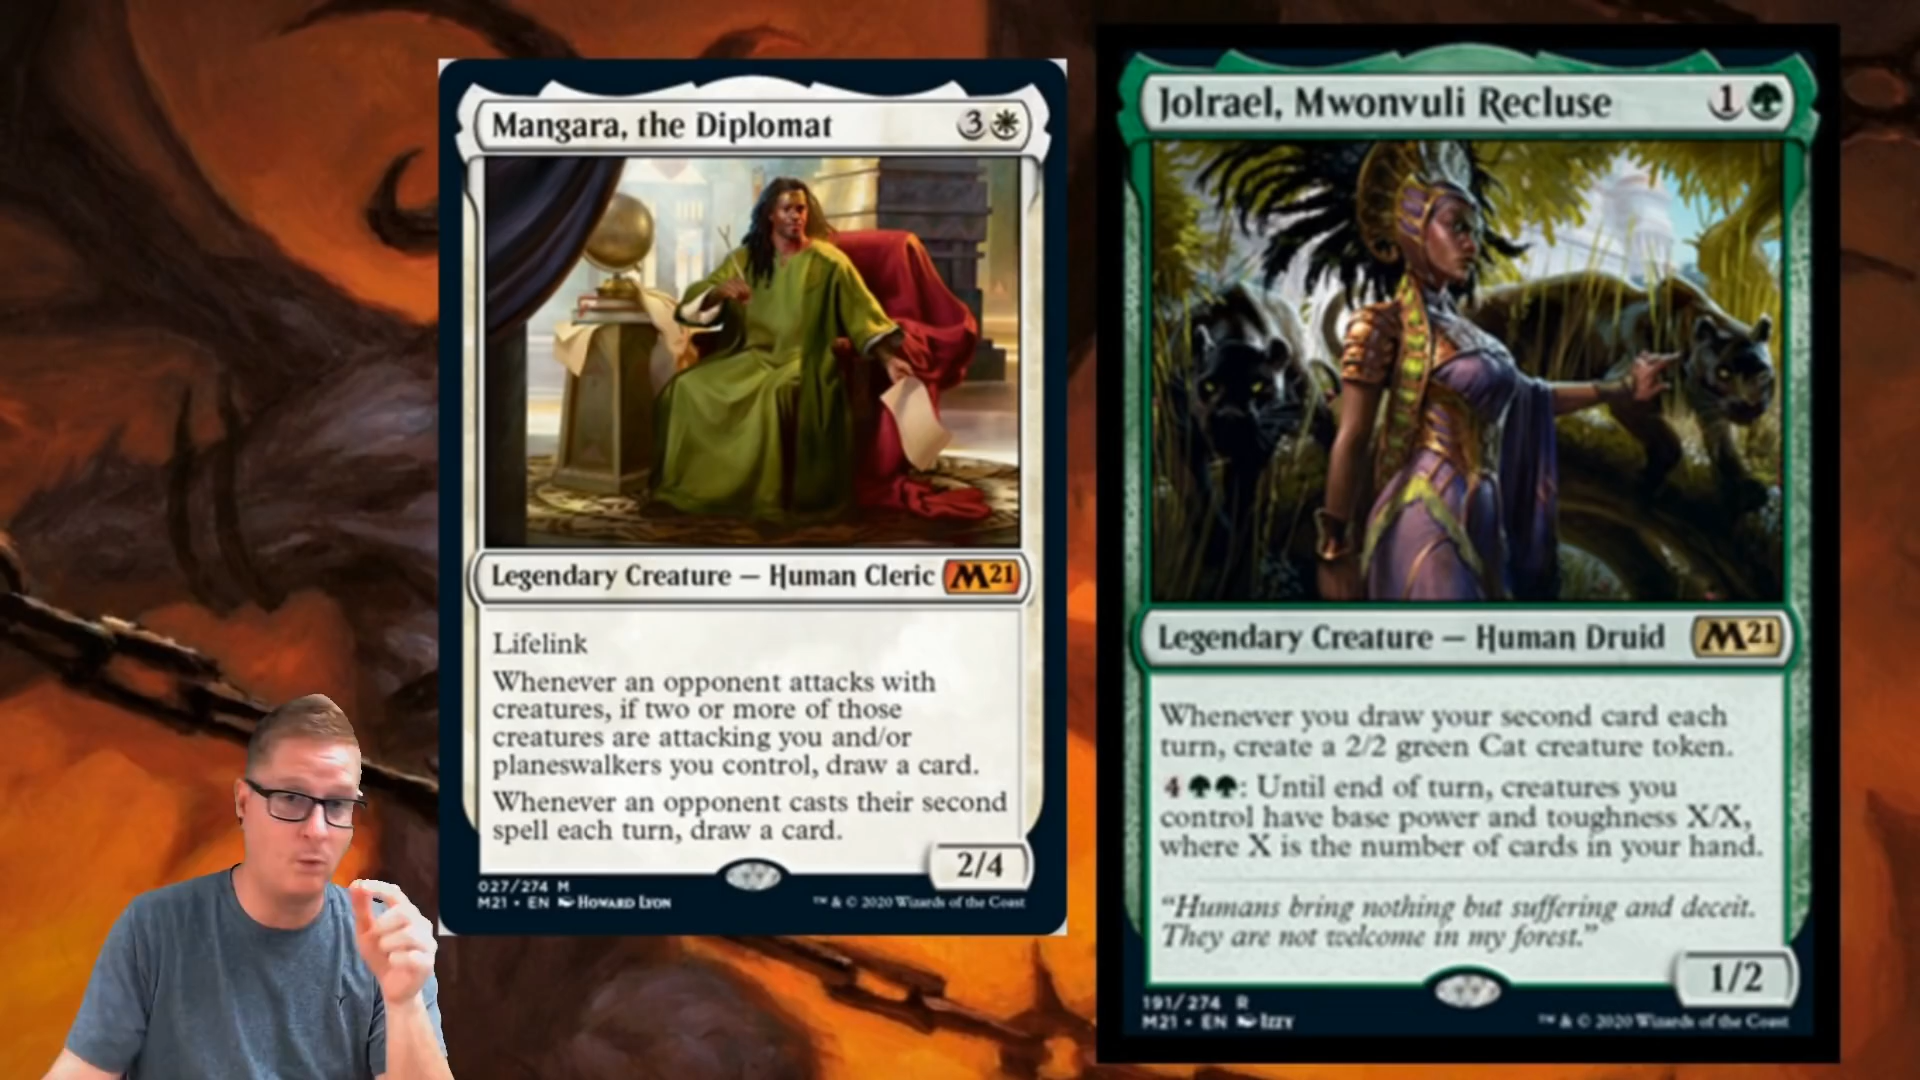 Mangara, the Diplomat 3
Legendary Creature — Human Cleric M21
Lifelink
Whenever an opponent attacks with
creatures, if two or more of those
creatures are attacking you and/or
planeswalkers you control, draw a card.
Whenever an opponent casts their second
spell each turn, draw a card.
2/4
027/274 M
M21 • EN Howard Lyon
™ & © 2020 Wizards of the Coast
Jolrael, Mwonvuli Recluse 1
Legendary Creature — Human Druid M21
Whenever you draw your second card each
turn, create a 2/2 green Cat creature token.
4 : Until end of turn, creatures you
control have base power and toughness X/X,
where X is the number of cards in your hand.
“Humans bring nothing but suffering and deceit.
They are not welcome in my forest.”
1/2
191/274 R
M21 • EN Izzy
™ & © 2020 Wizards of the Coast